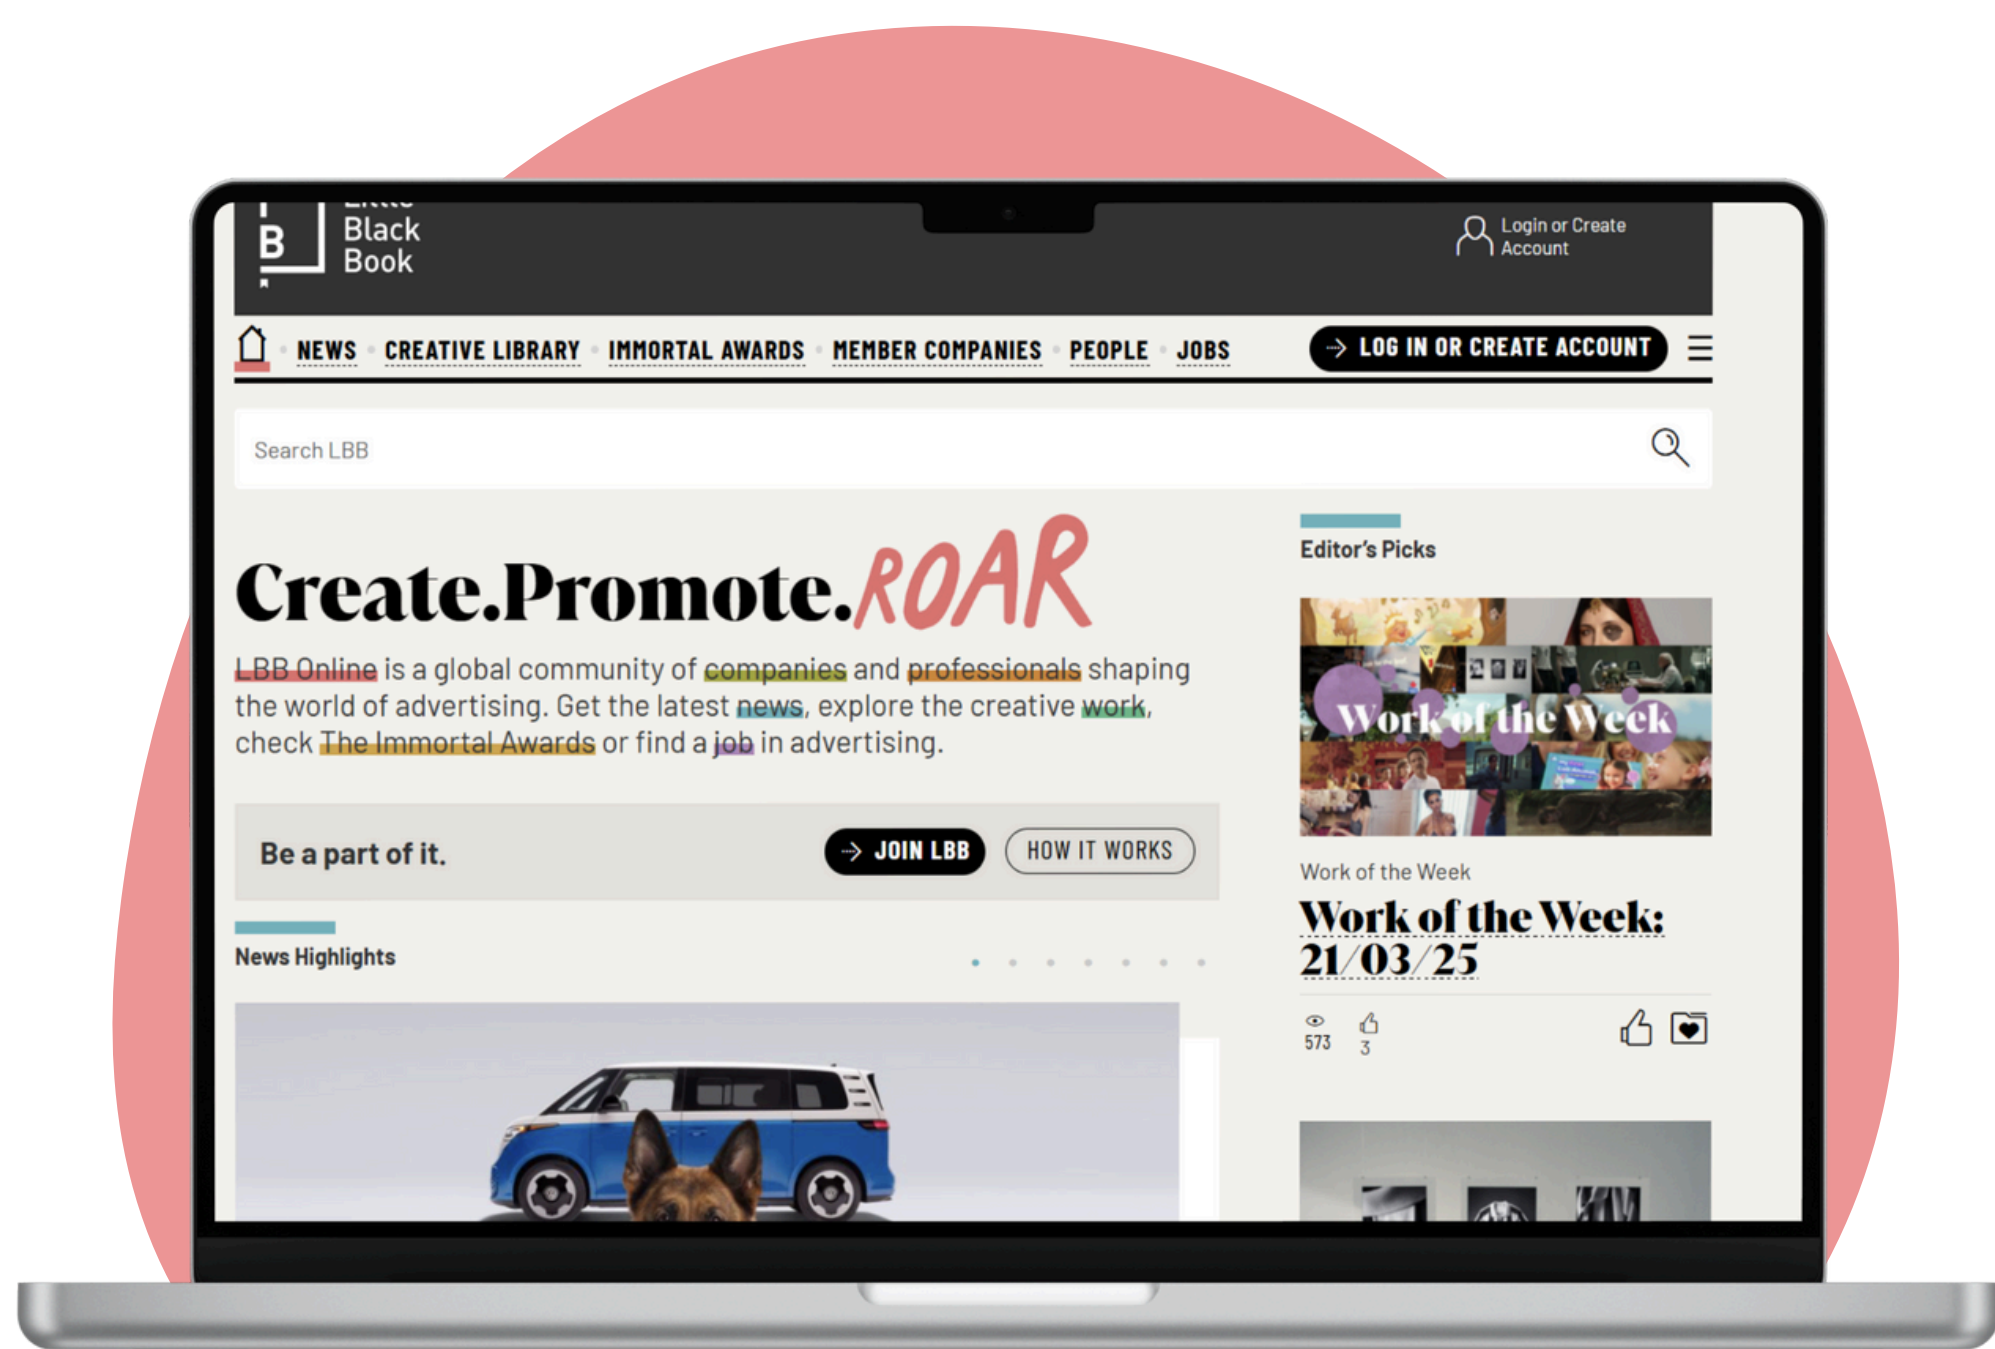 Little
Black
Book
B
Login or Create
Account
NEWS
CREATIVE LIBRARY
IMMORTAL AWARDS
MEMBER COMPANIES
PEOPLE
JOBS
LOG IN OR CREATE ACCOUNT
Search LBB
Create.Promote.ROAR
LBB Online is a global community of companies and professionals shaping
the world of advertising. Get the latest news, explore the creative work,
check The Immortal Awards or find a job in advertising.
Be a part of it.
JOIN LBB
HOW IT WORKS
News Highlights
Editor's Picks
Work of the Week
Work of the Week
Work of the Week:
21/03/25
573
3